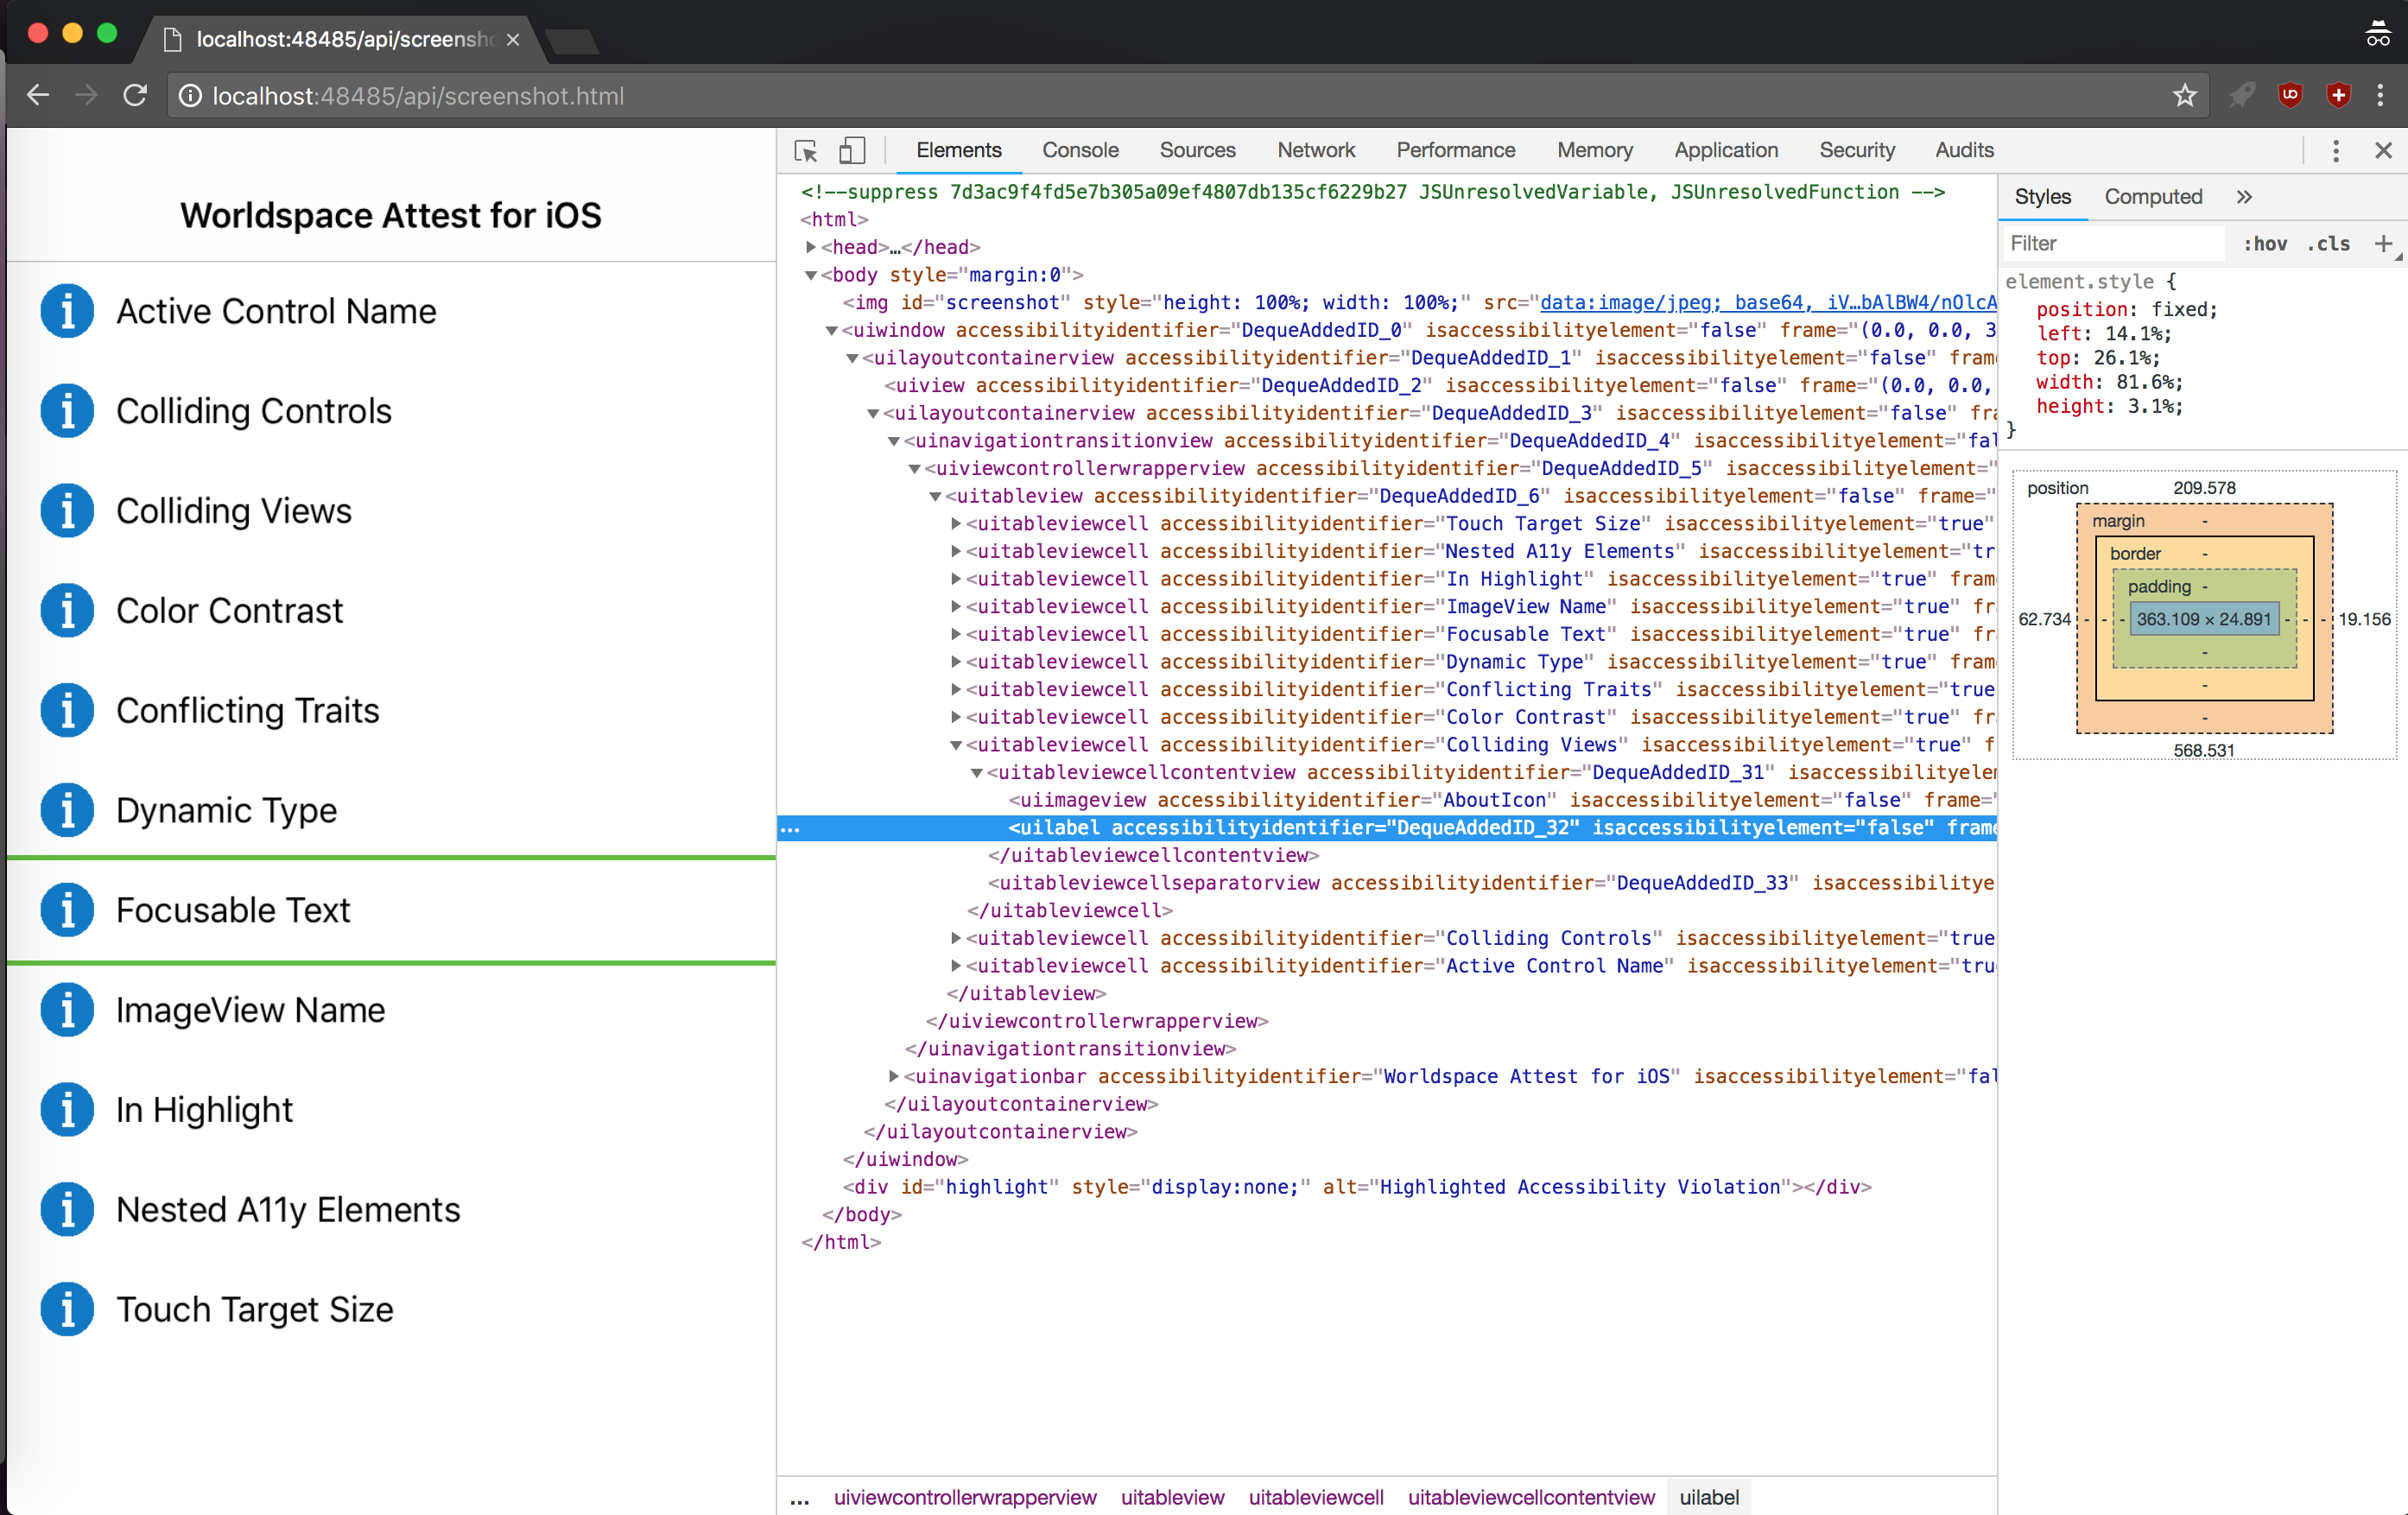 localhost:48485/api/screensho
localhost:48485/api/screenshot.html
Worldspace Attest for iOS
Active Control Name
Colliding Controls
Colliding Views
Color Contrast
Conflicting Traits
Dynamic Type
Focusable Text
ImageView Name
In Highlight
Nested A11y Elements
Touch Target Size
Elements Console Sources Network Performance Memory Application Security Audits
<!--suppress 7d3ac9f4fd5e7b305a09ef4807db135cf6229b27 JSUnresolvedVariable, JSUnresolvedFunction -->
<html>
<head>…</head>
<body style="margin:0">
<img id="screenshot" style="height: 100%; width: 100%;" src="data:image/jpeg; base64, iV…bAlBW4/nOlcA
<uiwindow accessibilityidentifier="DequeAddedID_0" isaccessibilityelement="false" frame="(0.0, 0.0, 3
<uilayoutcontainerview accessibilityidentifier="DequeAddedID_1" isaccessibilityelement="false" fram
<uiview accessibilityidentifier="DequeAddedID_2" isaccessibilityelement="false" frame="(0.0, 0.0,
<uilayoutcontainerview accessibilityidentifier="DequeAddedID_3" isaccessibilityelement="false" fra
<uinavigationtransitionview accessibilityidentifier="DequeAddedID_4" isaccessibilityelement="fal
<uiviewcontrollerwrapperview accessibilityidentifier="DequeAddedID_5" isaccessibilityelement="
<uitableview accessibilityidentifier="DequeAddedID_6" isaccessibilityelement="false" frame="
<uitableviewcell accessibilityidentifier="Touch Target Size" isaccessibilityelement="true"
<uitableviewcell accessibilityidentifier="Nested A11y Elements" isaccessibilityelement="tr
<uitableviewcell accessibilityidentifier="In Highlight" isaccessibilityelement="true" fram
<uitableviewcell accessibilityidentifier="ImageView Name" isaccessibilityelement="true" fr
<uitableviewcell accessibilityidentifier="Focusable Text" isaccessibilityelement="true" fr
<uitableviewcell accessibilityidentifier="Dynamic Type" isaccessibilityelement="true" fram
<uitableviewcell accessibilityidentifier="Conflicting Traits" isaccessibilityelement="true
<uitableviewcell accessibilityidentifier="Color Contrast" isaccessibilityelement="true" fr
<uitableviewcell accessibilityidentifier="Colliding Views" isaccessibilityelement="true" f
<uitableviewcellcontentview accessibilityidentifier="DequeAddedID_31" isaccessibilityelem
<uiimageview accessibilityidentifier="AboutIcon" isaccessibilityelement="false" frame="
... <uilabel accessibilityidentifier="DequeAddedID_32" isaccessibilityelement="false" frame
</uitableviewcellcontentview>
<uitableviewcellseparatorview accessibilityidentifier="DequeAddedID_33" isaccessibilitye
</uitableviewcell>
<uitableviewcell accessibilityidentifier="Colliding Controls" isaccessibilityelement="true
<uitableviewcell accessibilityidentifier="Active Control Name" isaccessibilityelement="tru
</uitableview>
</uiviewcontrollerwrapperview>
</uinavigationtransitionview>
<uinavigationbar accessibilityidentifier="Worldspace Attest for iOS" isaccessibilityelement="fal
</uilayoutcontainerview>
</uilayoutcontainerview>
</uiwindow>
<div id="highlight" style="display:none;" alt="Highlighted Accessibility Violation"></div>
</body>
</html>
... uiviewcontrollerwrapperview uitableview uitableviewcell uitableviewcellcontentview uilabel
Styles Computed »
Filter :hov .cls +
element.style {
position: fixed;
left: 14.1%;
top: 26.1%;
width: 81.6%;
height: 3.1%;
}
position 209.578
margin -
border -
padding -
62.734 - - - 363.109 × 24.891 - - - 19.156
-
-
-
568.531